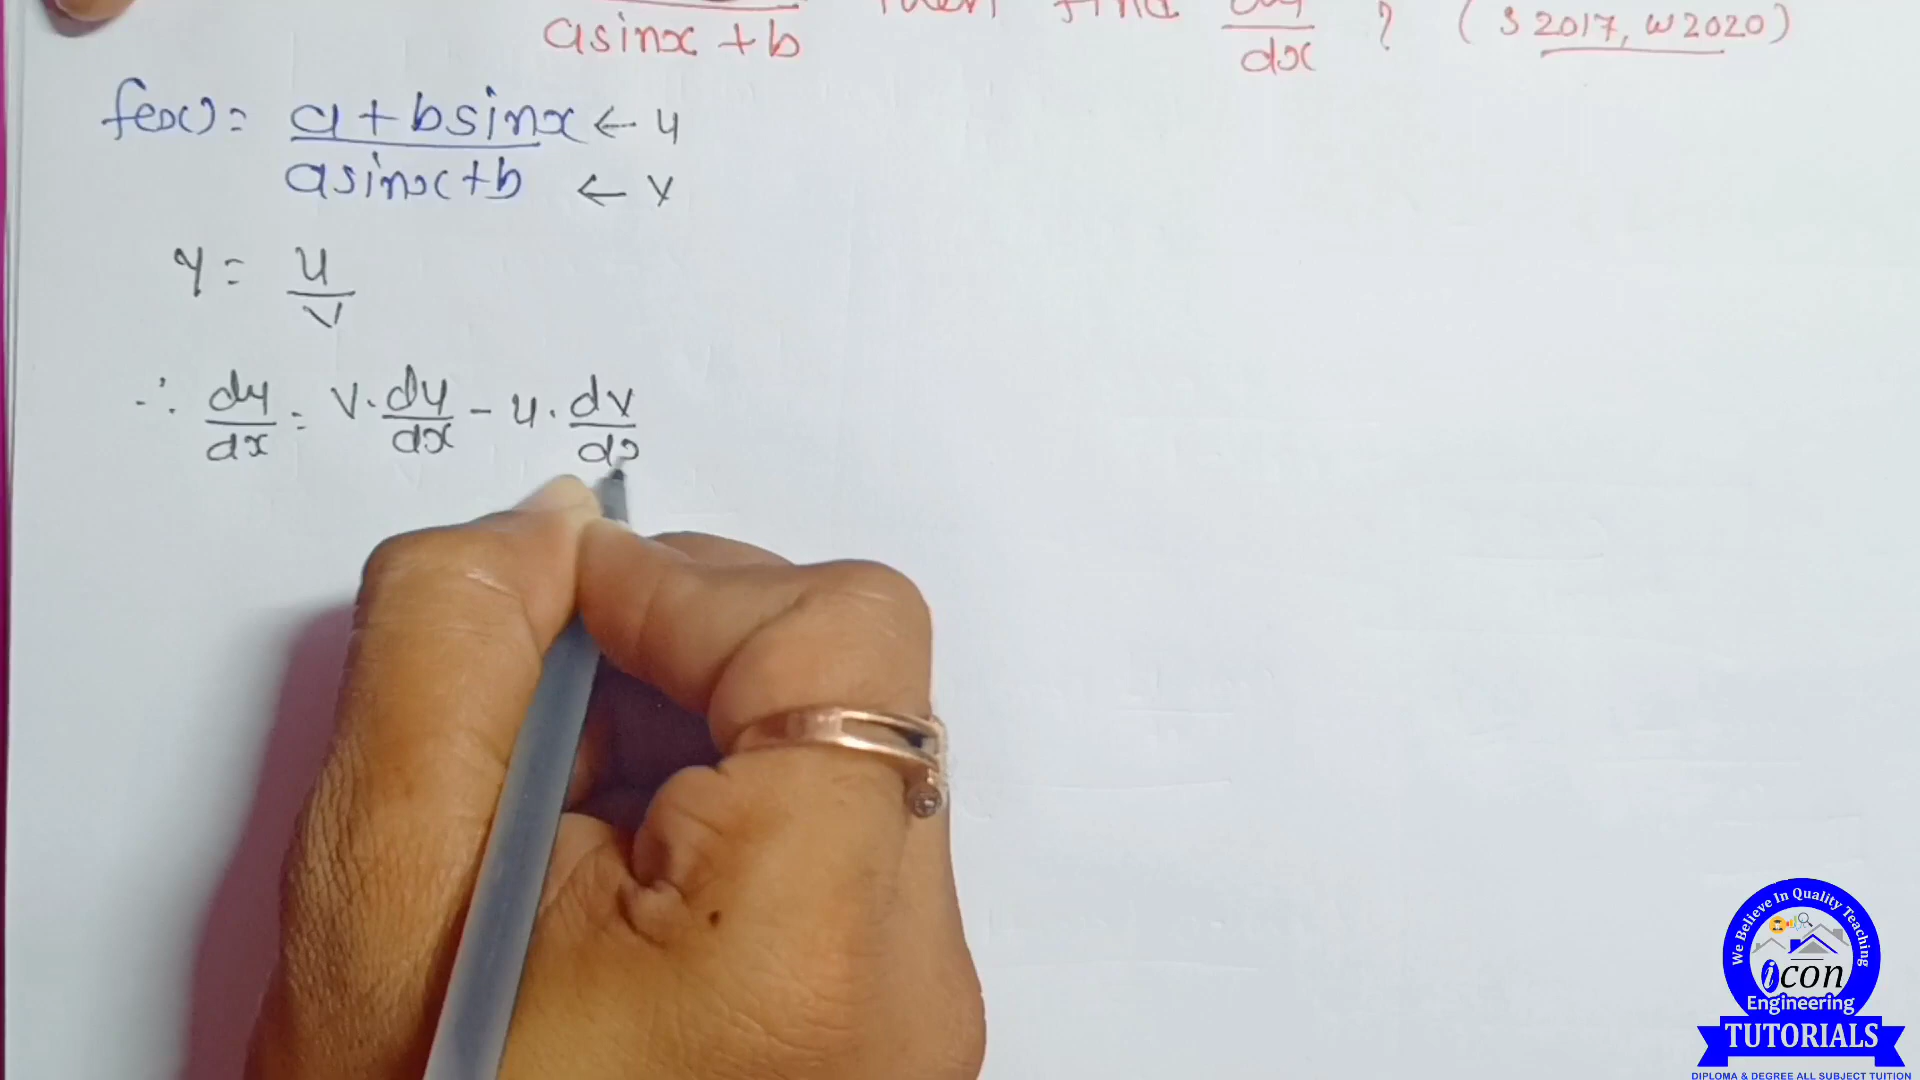 asinx + b then find dy/dx ? (S 2017, W 2020)
f(x) = a + bsinx ← u
asinx + b ← v
y = u/v
∴ dy/dx = v · du/dx - u · dv/dx
We Believe In Quality Teaching
icon
Engineering
TUTORIALS
DIPLOMA & DEGREE ALL SUBJECT TUITION